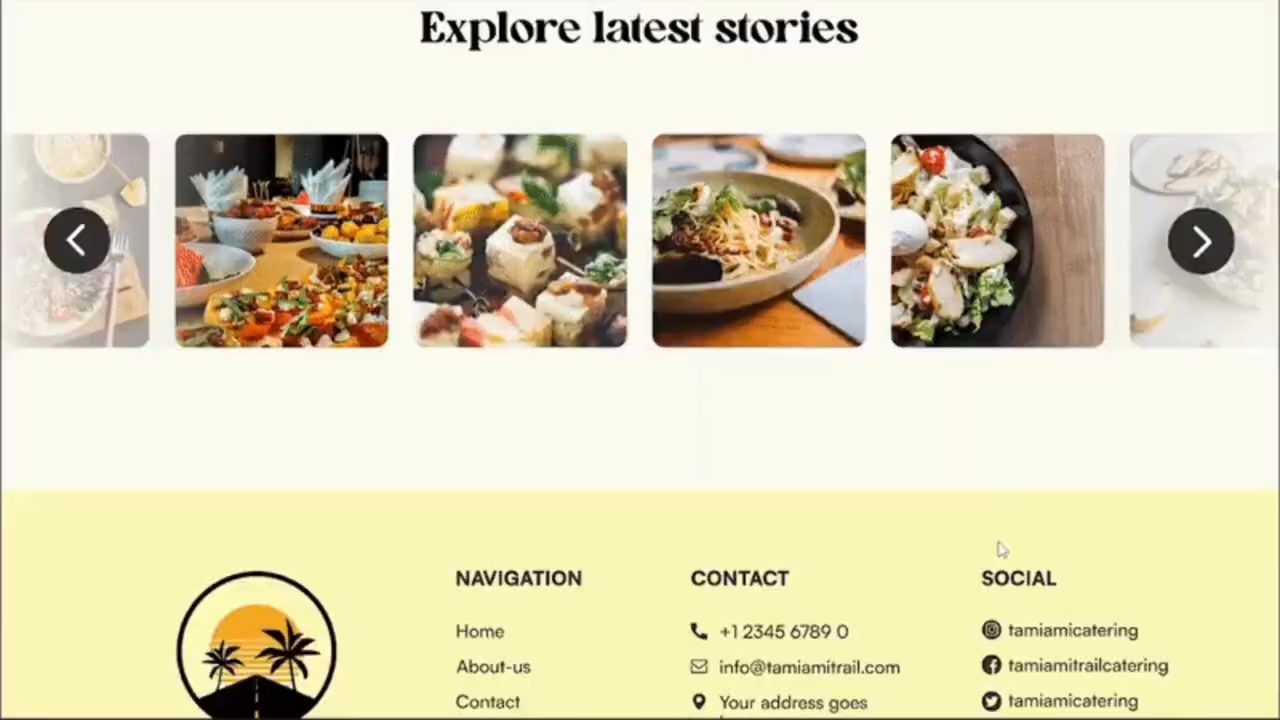 Explore latest stories
NAVIGATION
Home
About-us
Contact
CONTACT
+1 2345 6789 0
info@tamiamitrail.com
Your address goes
SOCIAL
tamiamicatering
tamiamitrailcatering
tamiamicatering